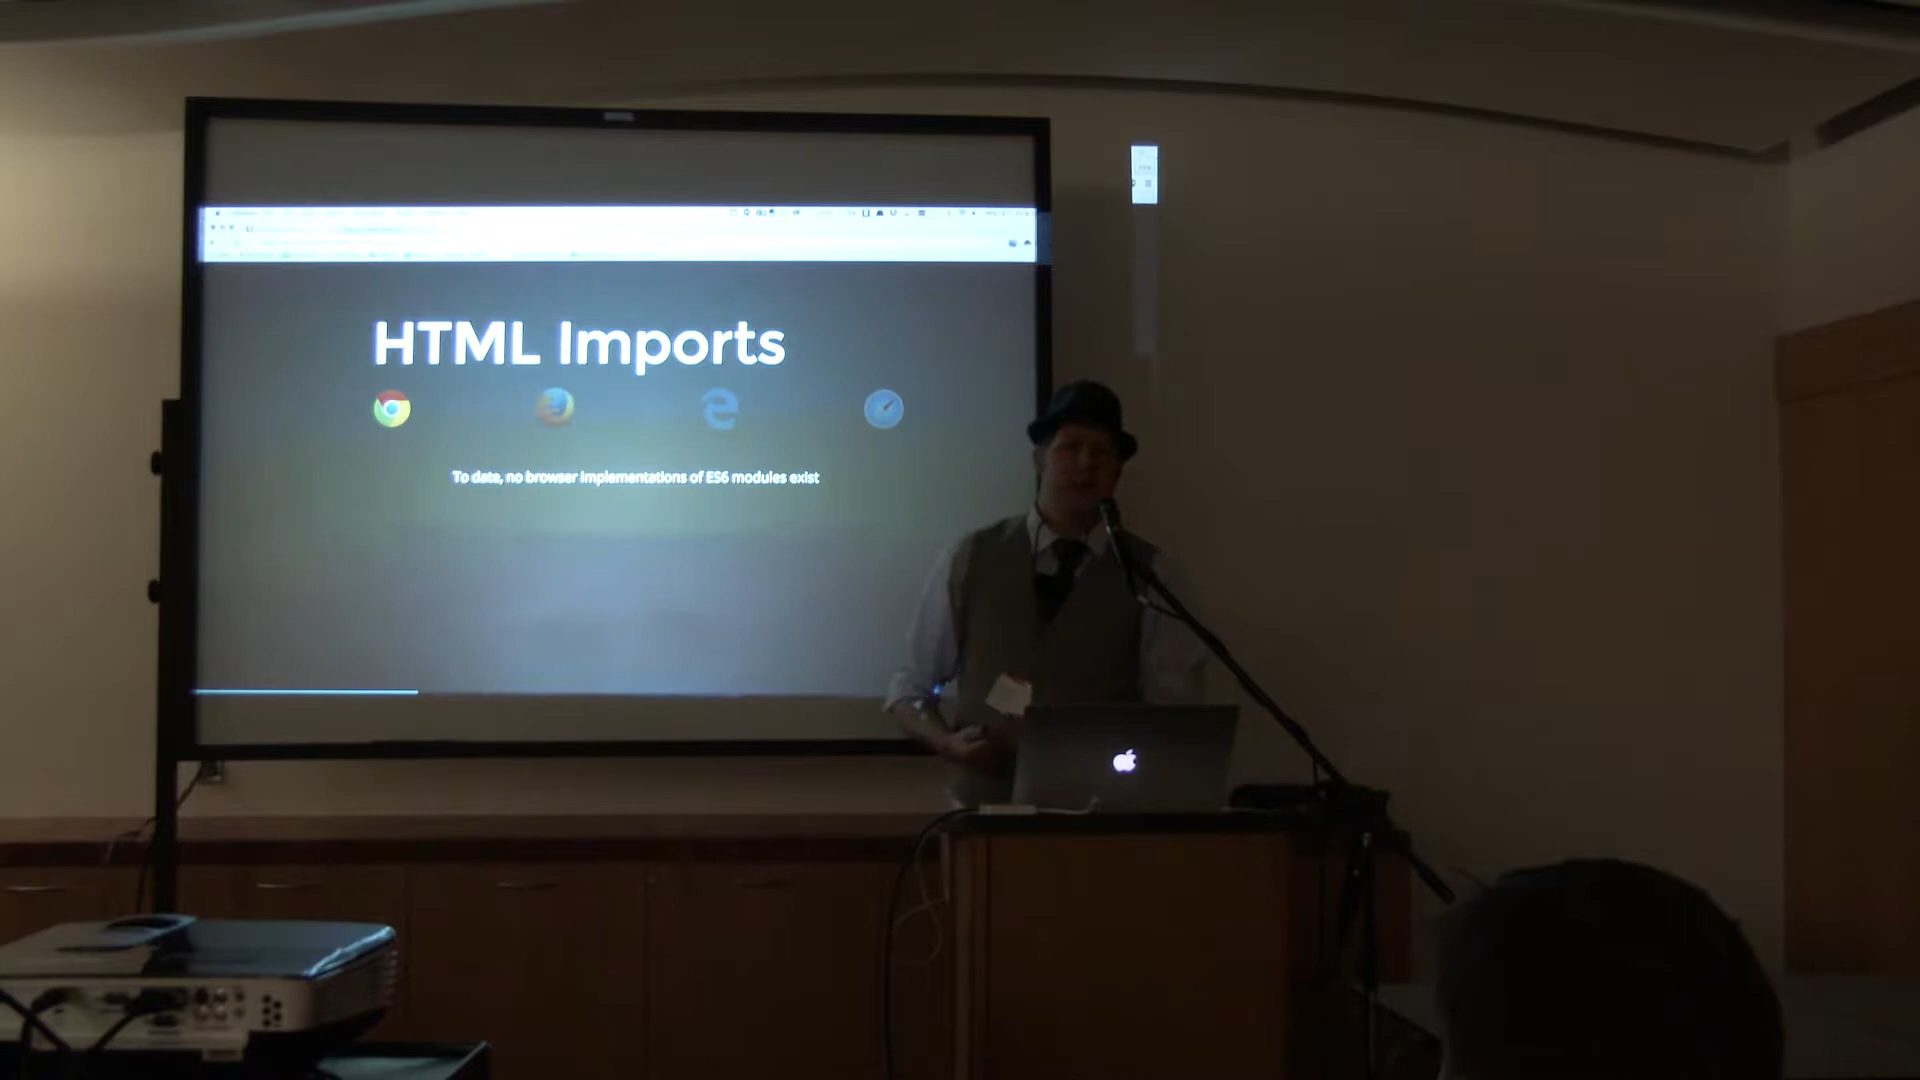 HTML Imports
To date, no browser implementations of ES6 modules exist